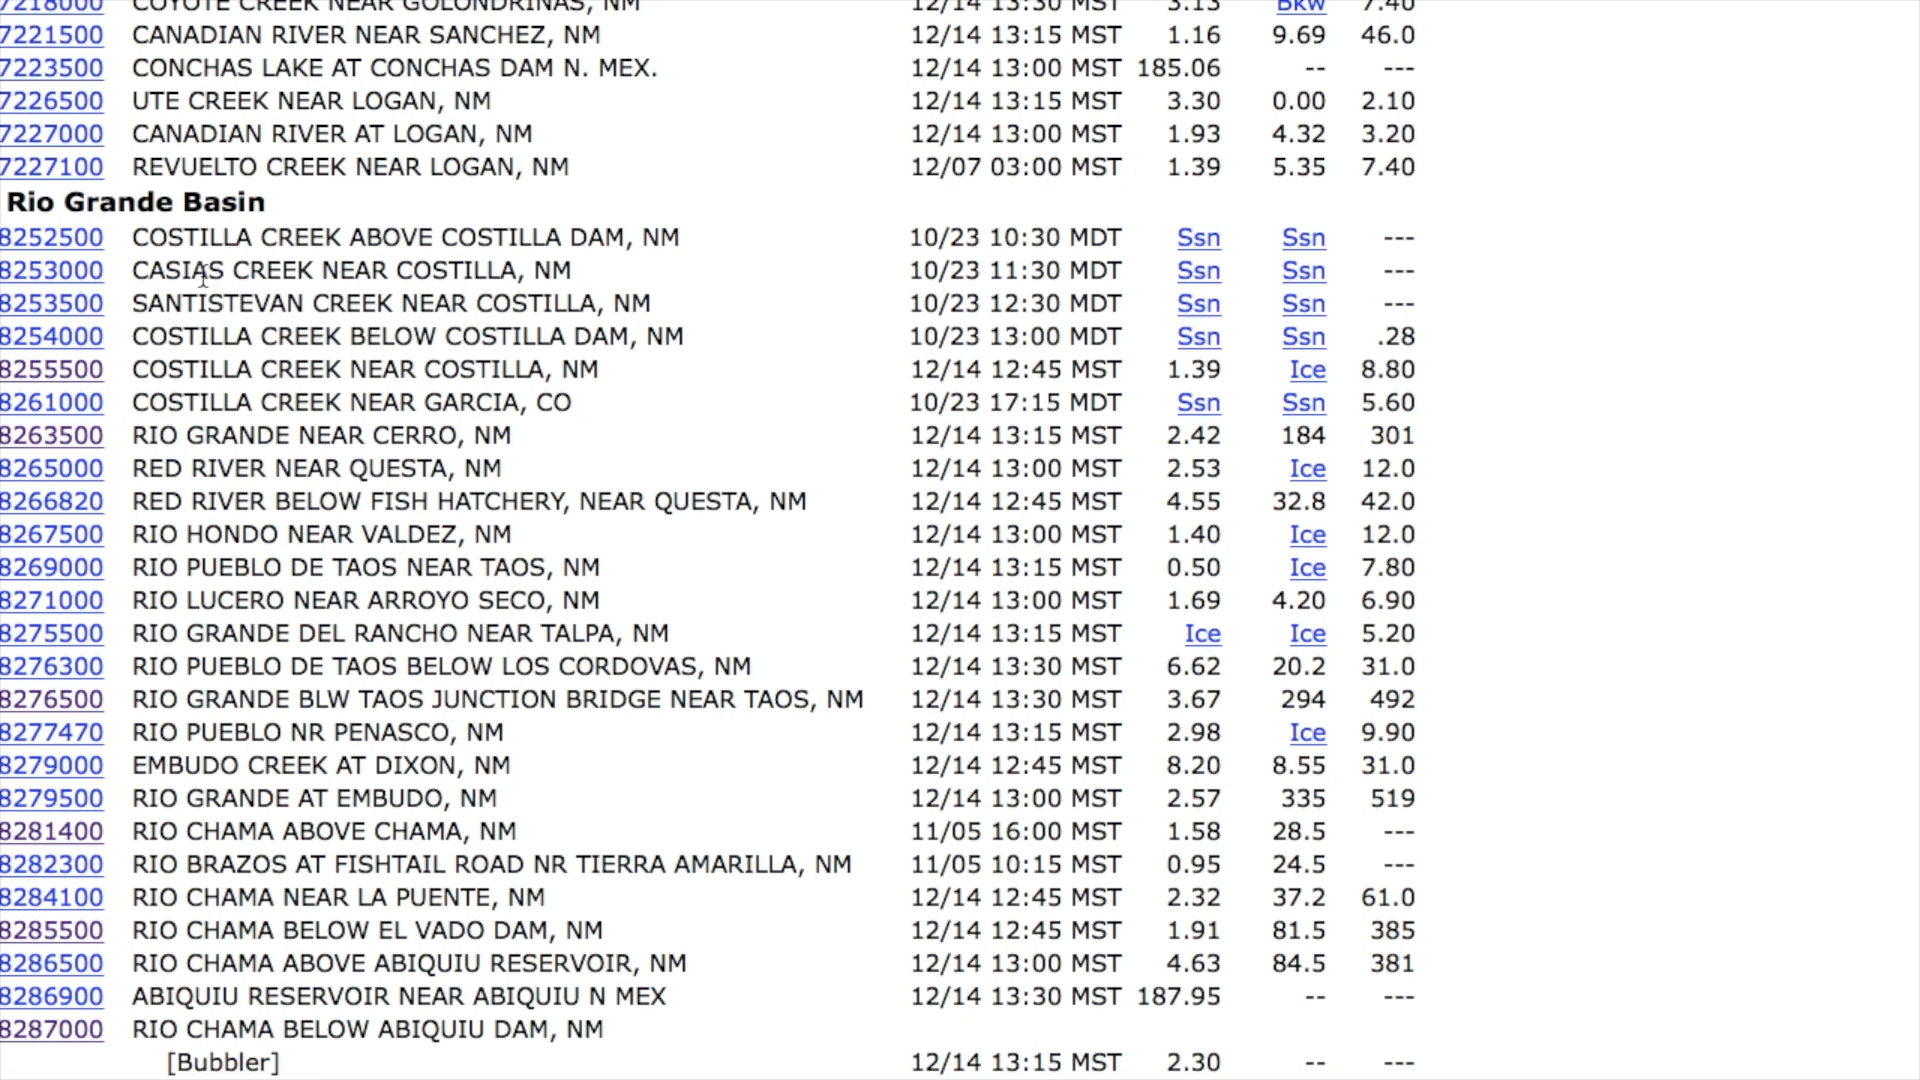 7218000 COYOTE CREEK NEAR GOLONDRINAS, NM 12/14 13:30 MST 3.13 Bkw 7.40
7221500 CANADIAN RIVER NEAR SANCHEZ, NM 12/14 13:15 MST 1.16 9.69 46.0
7223500 CONCHAS LAKE AT CONCHAS DAM N. MEX. 12/14 13:00 MST 185.06 -- ---
7226500 UTE CREEK NEAR LOGAN, NM 12/14 13:15 MST 3.30 0.00 2.10
7227000 CANADIAN RIVER AT LOGAN, NM 12/14 13:00 MST 1.93 4.32 3.20
7227100 REVUELTO CREEK NEAR LOGAN, NM 12/07 03:00 MST 1.39 5.35 7.40
Rio Grande Basin
8252500 COSTILLA CREEK ABOVE COSTILLA DAM, NM 10/23 10:30 MDT Ssn Ssn ---
8253000 CASIAS CREEK NEAR COSTILLA, NM 10/23 11:30 MDT Ssn Ssn ---
8253500 SANTISTEVAN CREEK NEAR COSTILLA, NM 10/23 12:30 MDT Ssn Ssn ---
8254000 COSTILLA CREEK BELOW COSTILLA DAM, NM 10/23 13:00 MDT Ssn Ssn .28
8255500 COSTILLA CREEK NEAR COSTILLA, NM 12/14 12:45 MST 1.39 Ice 8.80
8261000 COSTILLA CREEK NEAR GARCIA, CO 10/23 17:15 MDT Ssn Ssn 5.60
8263500 RIO GRANDE NEAR CERRO, NM 12/14 13:15 MST 2.42 184 301
8265000 RED RIVER NEAR QUESTA, NM 12/14 13:00 MST 2.53 Ice 12.0
8266820 RED RIVER BELOW FISH HATCHERY, NEAR QUESTA, NM 12/14 12:45 MST 4.55 32.8 42.0
8267500 RIO HONDO NEAR VALDEZ, NM 12/14 13:00 MST 1.40 Ice 12.0
8269000 RIO PUEBLO DE TAOS NEAR TAOS, NM 12/14 13:15 MST 0.50 Ice 7.80
8271000 RIO LUCERO NEAR ARROYO SECO, NM 12/14 13:00 MST 1.69 4.20 6.90
8275500 RIO GRANDE DEL RANCHO NEAR TALPA, NM 12/14 13:15 MST Ice Ice 5.20
8276300 RIO PUEBLO DE TAOS BELOW LOS CORDOVAS, NM 12/14 13:30 MST 6.62 20.2 31.0
8276500 RIO GRANDE BLW TAOS JUNCTION BRIDGE NEAR TAOS, NM 12/14 13:30 MST 3.67 294 492
8277470 RIO PUEBLO NR PENASCO, NM 12/14 13:15 MST 2.98 Ice 9.90
8279000 EMBUDO CREEK AT DIXON, NM 12/14 12:45 MST 8.20 8.55 31.0
8279500 RIO GRANDE AT EMBUDO, NM 12/14 13:00 MST 2.57 335 519
8281400 RIO CHAMA ABOVE CHAMA, NM 11/05 16:00 MST 1.58 28.5 ---
8282300 RIO BRAZOS AT FISHTAIL ROAD NR TIERRA AMARILLA, NM 11/05 10:15 MST 0.95 24.5 ---
8284100 RIO CHAMA NEAR LA PUENTE, NM 12/14 12:45 MST 2.32 37.2 61.0
8285500 RIO CHAMA BELOW EL VADO DAM, NM 12/14 12:45 MST 1.91 81.5 385
8286500 RIO CHAMA ABOVE ABIQUIU RESERVOIR, NM 12/14 13:00 MST 4.63 84.5 381
8286900 ABIQUIU RESERVOIR NEAR ABIQUIU N MEX 12/14 13:30 MST 187.95 -- ---
8287000 RIO CHAMA BELOW ABIQUIU DAM, NM
[Bubbler] 12/14 13:15 MST 2.30 -- ---